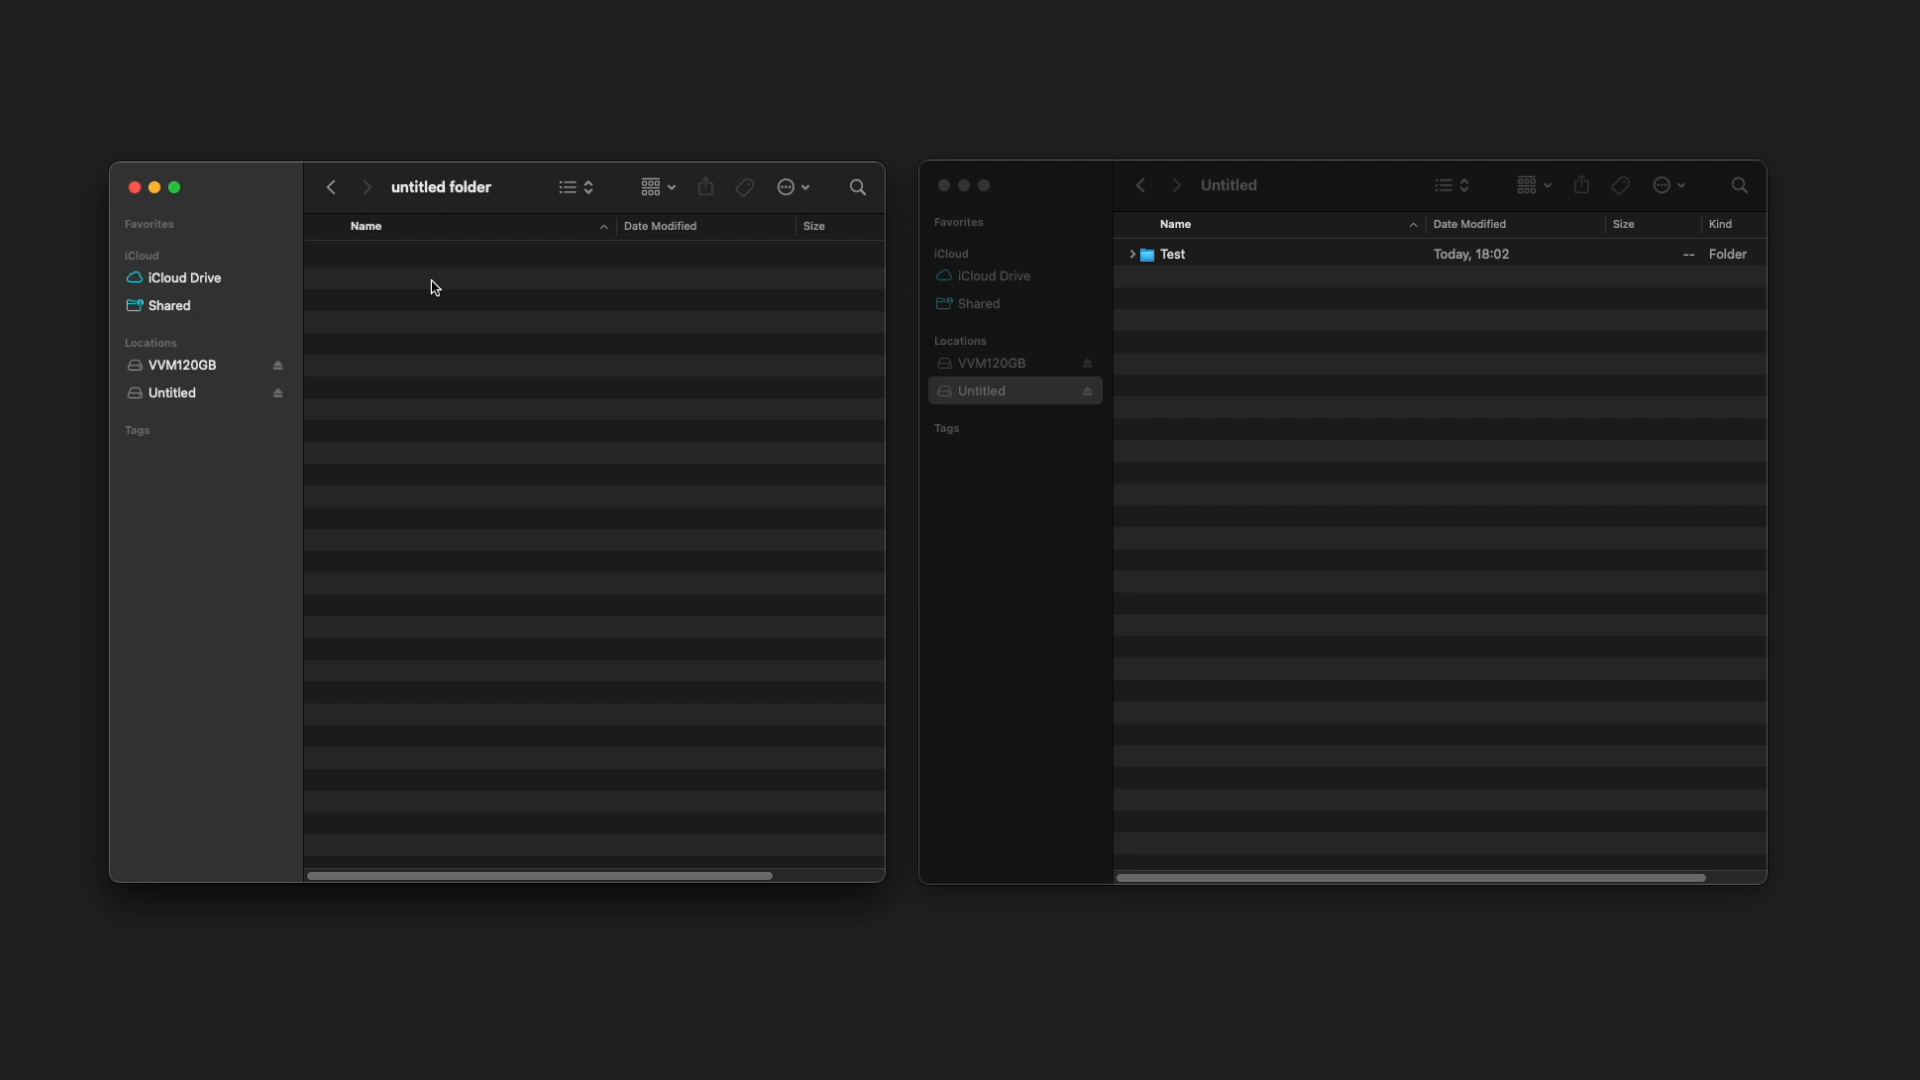 untitled folder
Favorites
iCloud
iCloud Drive
Shared
Locations
VVM120GB
Untitled
Tags
Name Date Modified Size
Untitled
Favorites
iCloud
iCloud Drive
Shared
Locations
VVM120GB
Untitled
Tags
Name Date Modified Size Kind
Test Today, 18:02 -- Folder